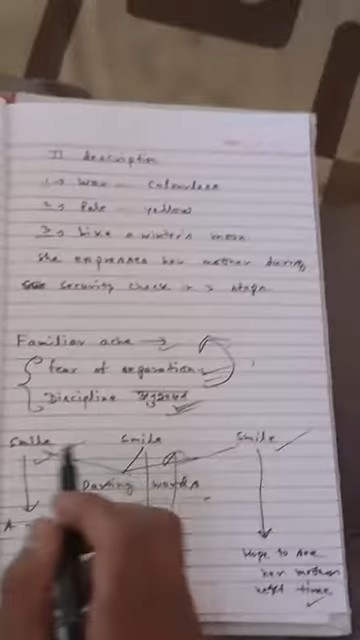 II description
1 → Wan — Colourless
2 → Pale — yellow
3 → Like a winter's moon
she expresses her mother during
security check in 3 steps
Familiar ache →
fear of separation
Discipline
Smile Smile Smile
Parting words
A
Hope to see
her mother
next time